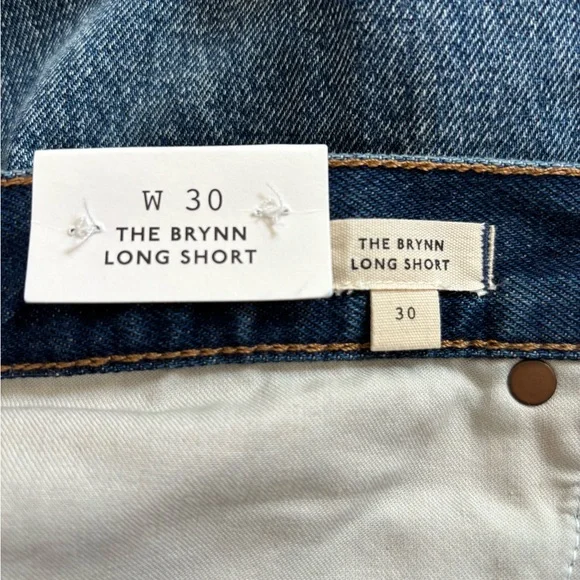 W 30
THE BRYNN
LONG SHORT
THE BRYNN
LONG SHORT
30